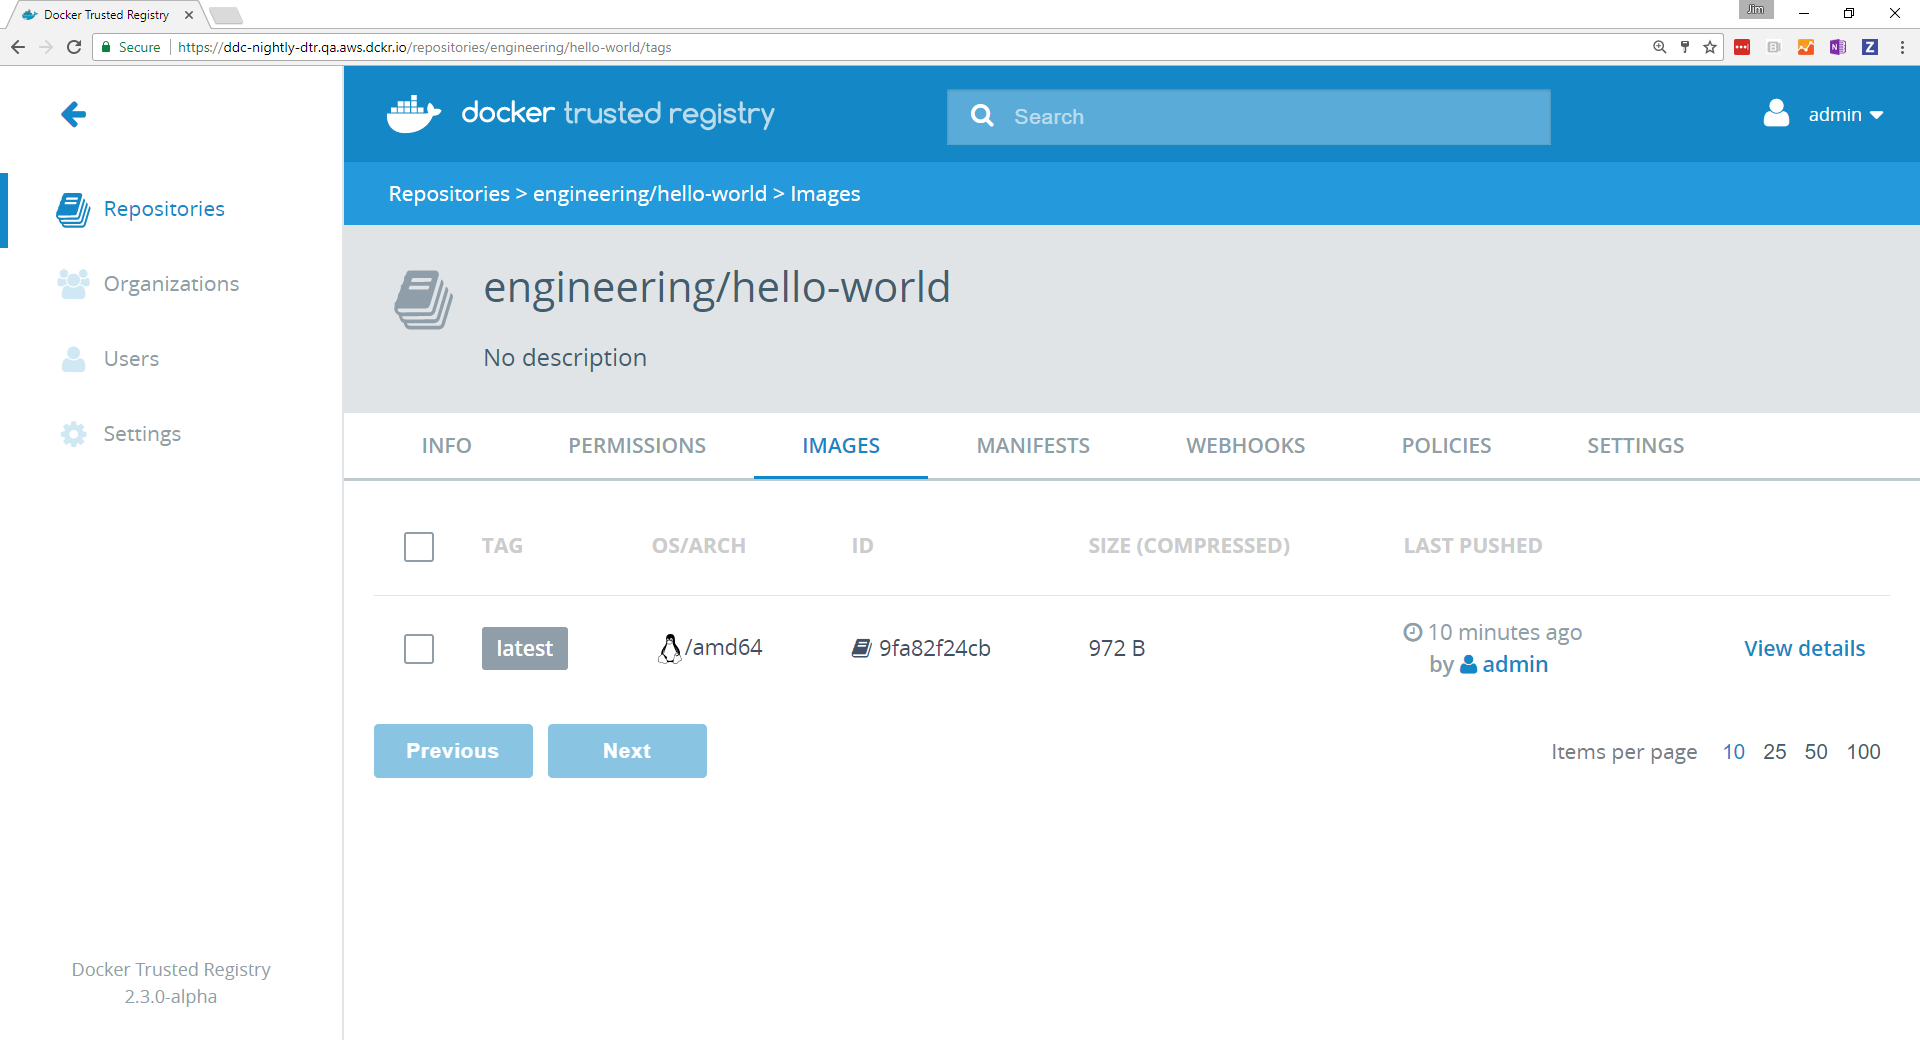 Docker Trusted Registry
Jim
Secure https://ddc-nightly-dtr.qa.aws.dckr.io/repositories/engineering/hello-world/tags
docker trusted registry
Search
admin
Repositories > engineering/hello-world > Images
Repositories
Organizations
Users
Settings
engineering/hello-world
No description
INFO PERMISSIONS IMAGES MANIFESTS WEBHOOKS POLICIES SETTINGS
TAG OS/ARCH ID SIZE (COMPRESSED) LAST PUSHED
latest /amd64 9fa82f24cb 972 B 10 minutes ago View details
by admin
Previous Next Items per page 10 25 50 100
Docker Trusted Registry
2.3.0-alpha